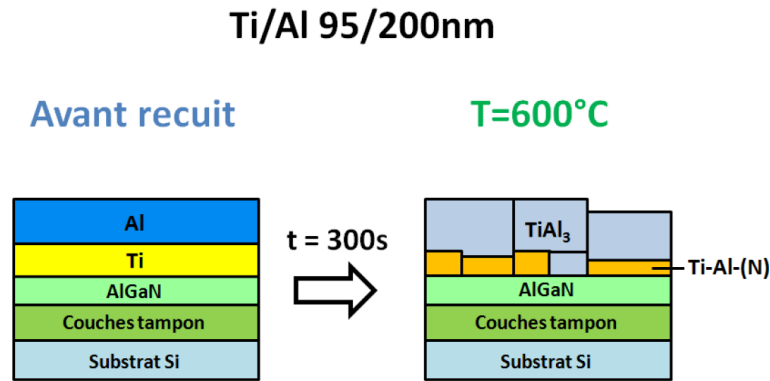 Ti/Al 95/200nm
Avant recuit
T=600°C
Al
Ti
AlGaN
Couches tampon
Substrat Si
t = 300s
TiAl₃
Ti-Al-(N)
AlGaN
Couches tampon
Substrat Si